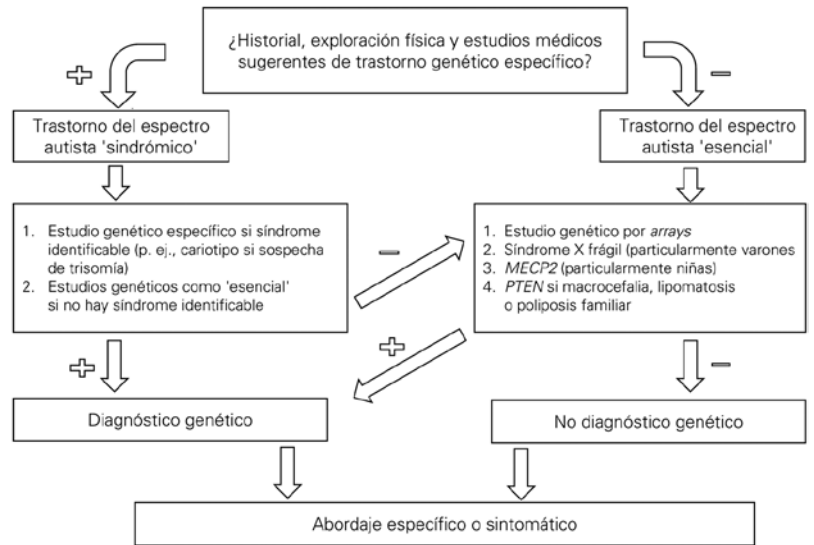 ¿Historial, exploración física y estudios médicos
sugerentes de trastorno genético específico?
+
−
Trastorno del espectro
autista 'sindrómico'
Trastorno del espectro
autista 'esencial'
1. Estudio genético específico si síndrome
identificable (p. ej., cariotipo si sospecha
de trisomía)
2. Estudios genéticos como 'esencial'
si no hay síndrome identificable
−
1. Estudio genético por arrays
2. Síndrome X frágil (particularmente varones
3. MECP2 (particularmente niñas)
4. PTEN si macrocefalia, lipomatosis
o poliposis familiar
+
+
−
Diagnóstico genético
No diagnóstico genético
Abordaje específico o sintomático